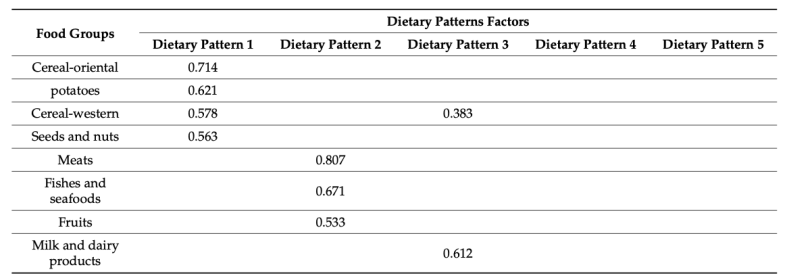 Food Groups
Dietary Patterns Factors
Dietary Pattern 1 Dietary Pattern 2 Dietary Pattern 3 Dietary Pattern 4 Dietary Pattern 5
Cereal-oriental 0.714
potatoes 0.621
Cereal-western 0.578 0.383
Seeds and nuts 0.563
Meats 0.807
Fishes and
seafoods
0.671
Fruits 0.533
Milk and dairy
products
0.612